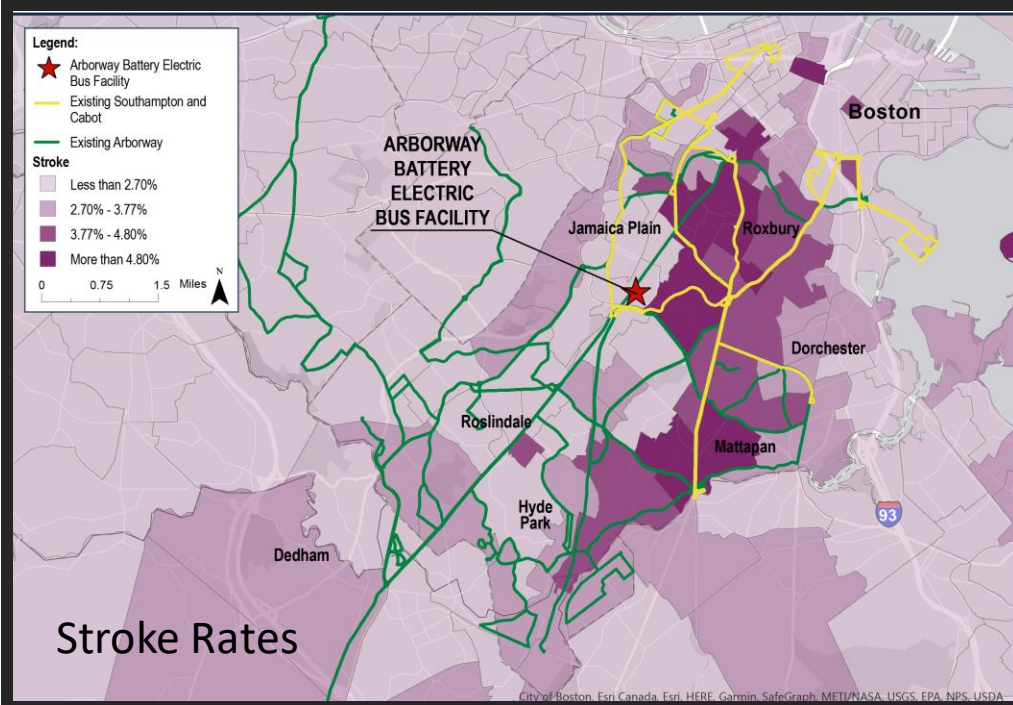 Legend:
Arborway Battery Electric
Bus Facility
Existing Southampton and
Cabot
Existing Arborway
Stroke
Less than 2.70%
2.70% - 3.77%
3.77% - 4.80%
More than 4.80%
0 0.75 1.5 Miles
N
ARBORWAY
BATTERY
ELECTRIC
BUS FACILITY
Boston
Jamaica Plain
Roxbury
Dorchester
Roslindale
Mattapan
Hyde
Park
93
Dedham
Stroke Rates
City of Boston, Esri Canada, Esri, HERE, Garmin, SafeGraph, METI/NASA, USGS, EPA, NPS, USDA